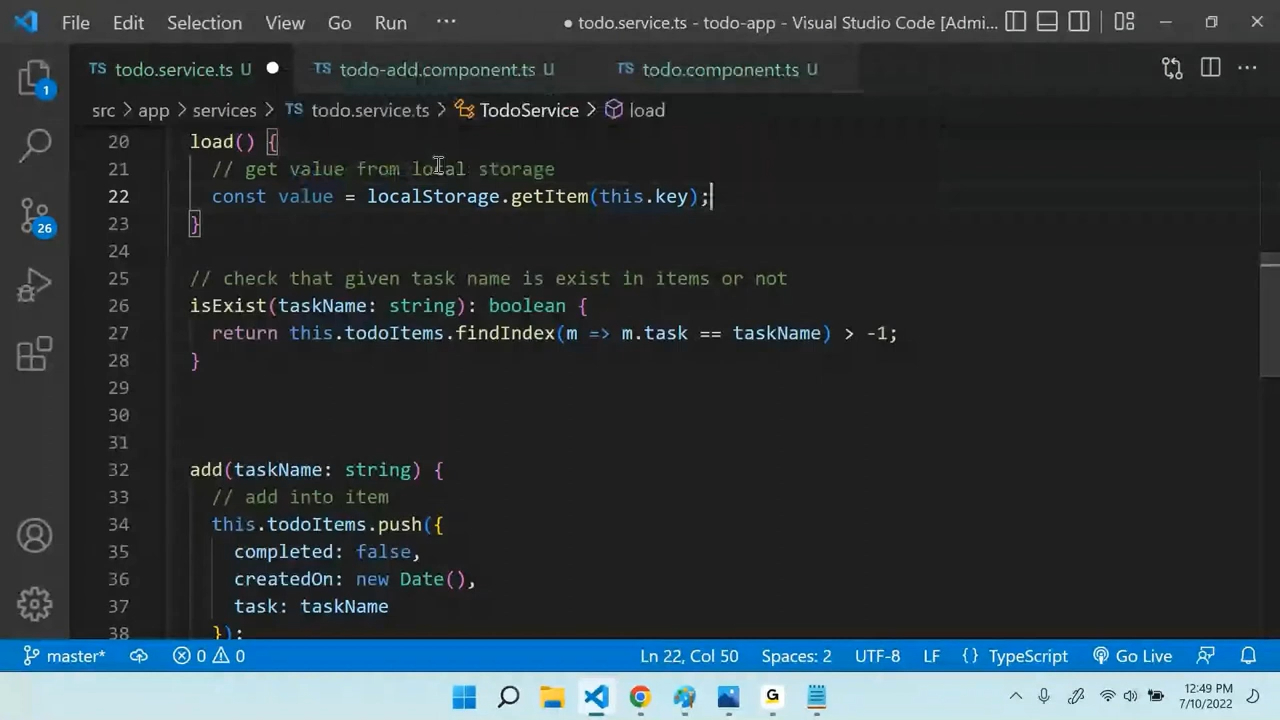 File Edit Selection View Go Run ··· ● todo.service.ts - todo-app - Visual Studio Code [Admi...
TS todo.service.ts U ● TS todo-add.component.ts U TS todo.component.ts U ···
1
src > app > services > TS todo.service.ts > TodoService > load
20 load() {
21 // get value from local storage
22 const value = localStorage.getItem(this.key);
26
23 }
24
25 // check that given task name is exist in items or not
26 isExist(taskName: string): boolean {
27 return this.todoItems.findIndex(m => m.task == taskName) > -1;
28 }
29
30
31
32 add(taskName: string) {
33 // add into item
34 this.todoItems.push({
35 completed: false,
36 createdOn: new Date(),
37 task: taskName
38 });
master* 0 0 Ln 22, Col 50 Spaces: 2 UTF-8 LF {} TypeScript Go Live
G 12:49 PM
7/10/2022